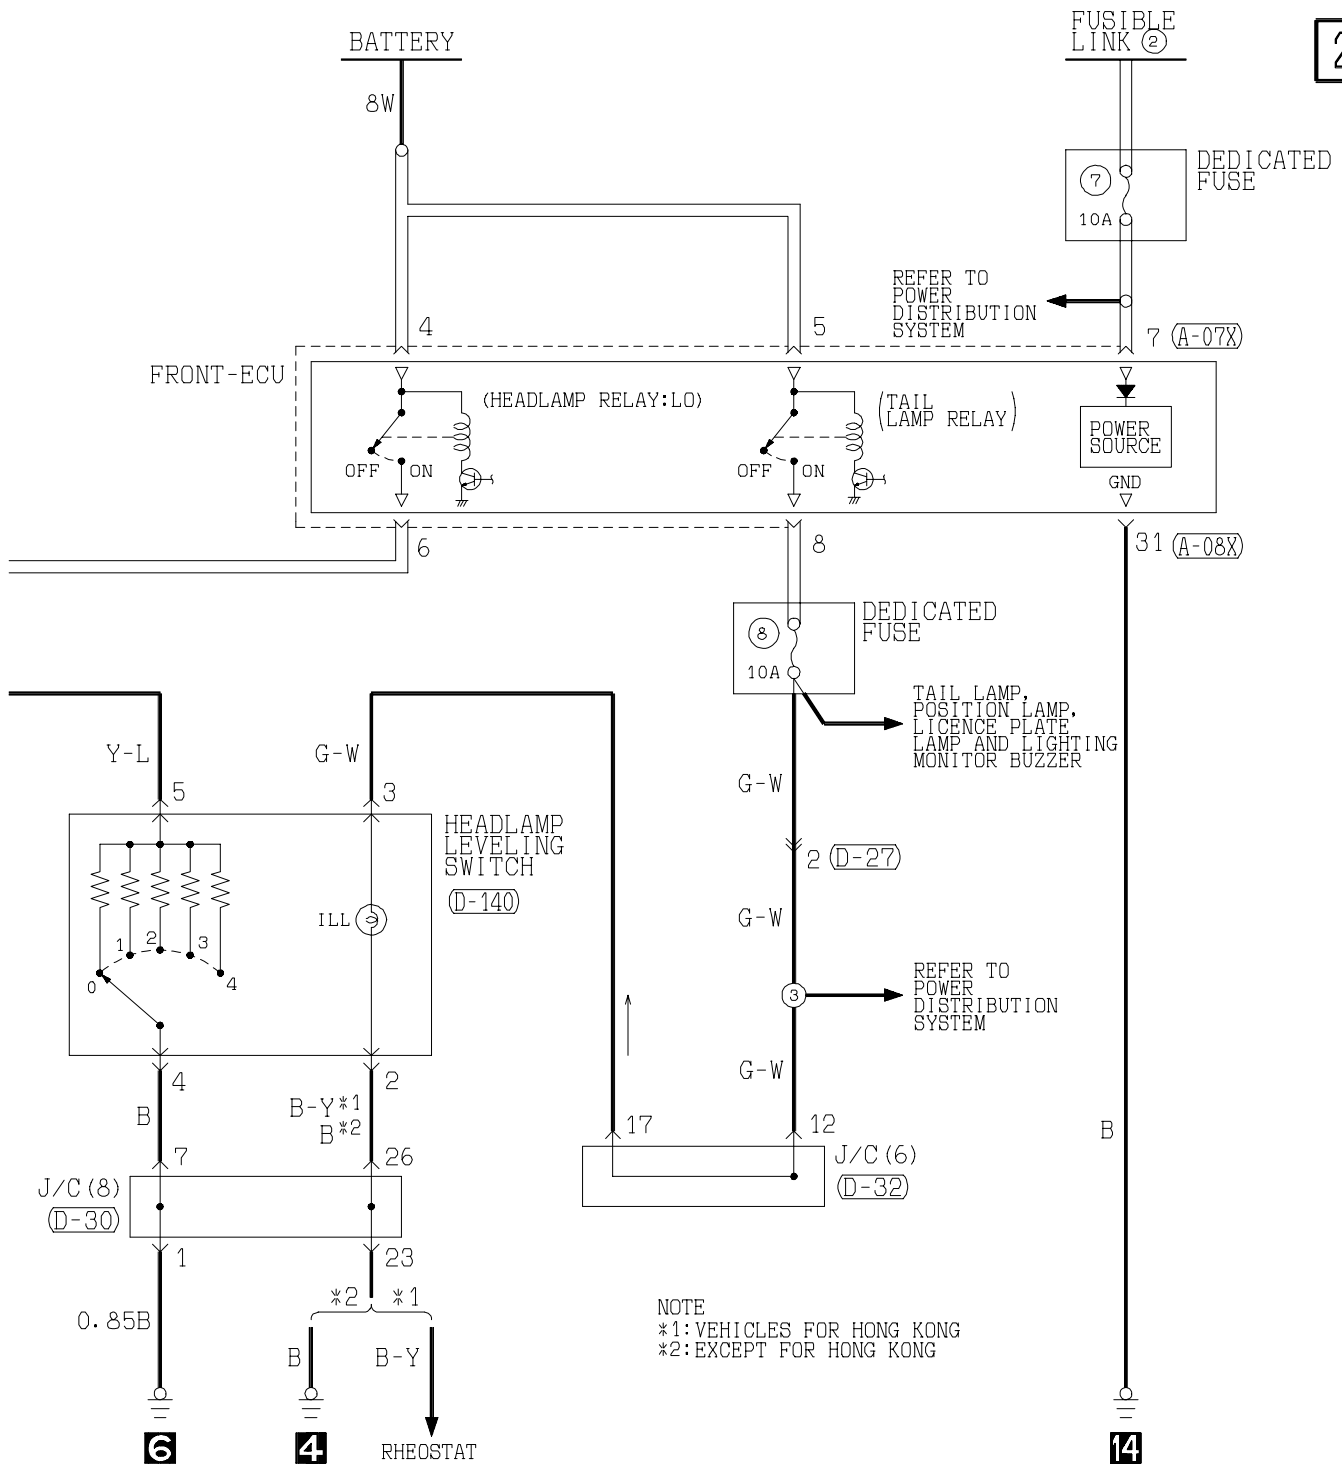 BATTERY
FUSIBLE
LINK ②
2
8W
DEDICATED
FUSE
7
10A
REFER TO
POWER
DISTRIBUTION
SYSTEM
4
5
7 (A-07X)
FRONT-ECU
(HEADLAMP RELAY:LO)
(TAIL
LAMP RELAY)
POWER
SOURCE
OFF ON
OFF ON
GND
6
8
31 (A-08X)
DEDICATED
FUSE
8
10A
TAIL LAMP,
POSITION LAMP,
LICENCE PLATE
LAMP AND LIGHTING
MONITOR BUZZER
Y-L
G-W
G-W
5
3
HEADLAMP
LEVELING
SWITCH
(D-140)
2 (D-27)
ILL
G-W
0
1
2
3
4
3
REFER TO
POWER
DISTRIBUTION
SYSTEM
G-W
4
2
B
B-Y*1
B*2
17
12
B
7
26
J/C(6)
(D-32)
J/C(8)
(D-30)
1
23
*2 *1
0.85B
NOTE
*1:VEHICLES FOR HONG KONG
*2:EXCEPT FOR HONG KONG
B
B-Y
6
4
RHEOSTAT
14